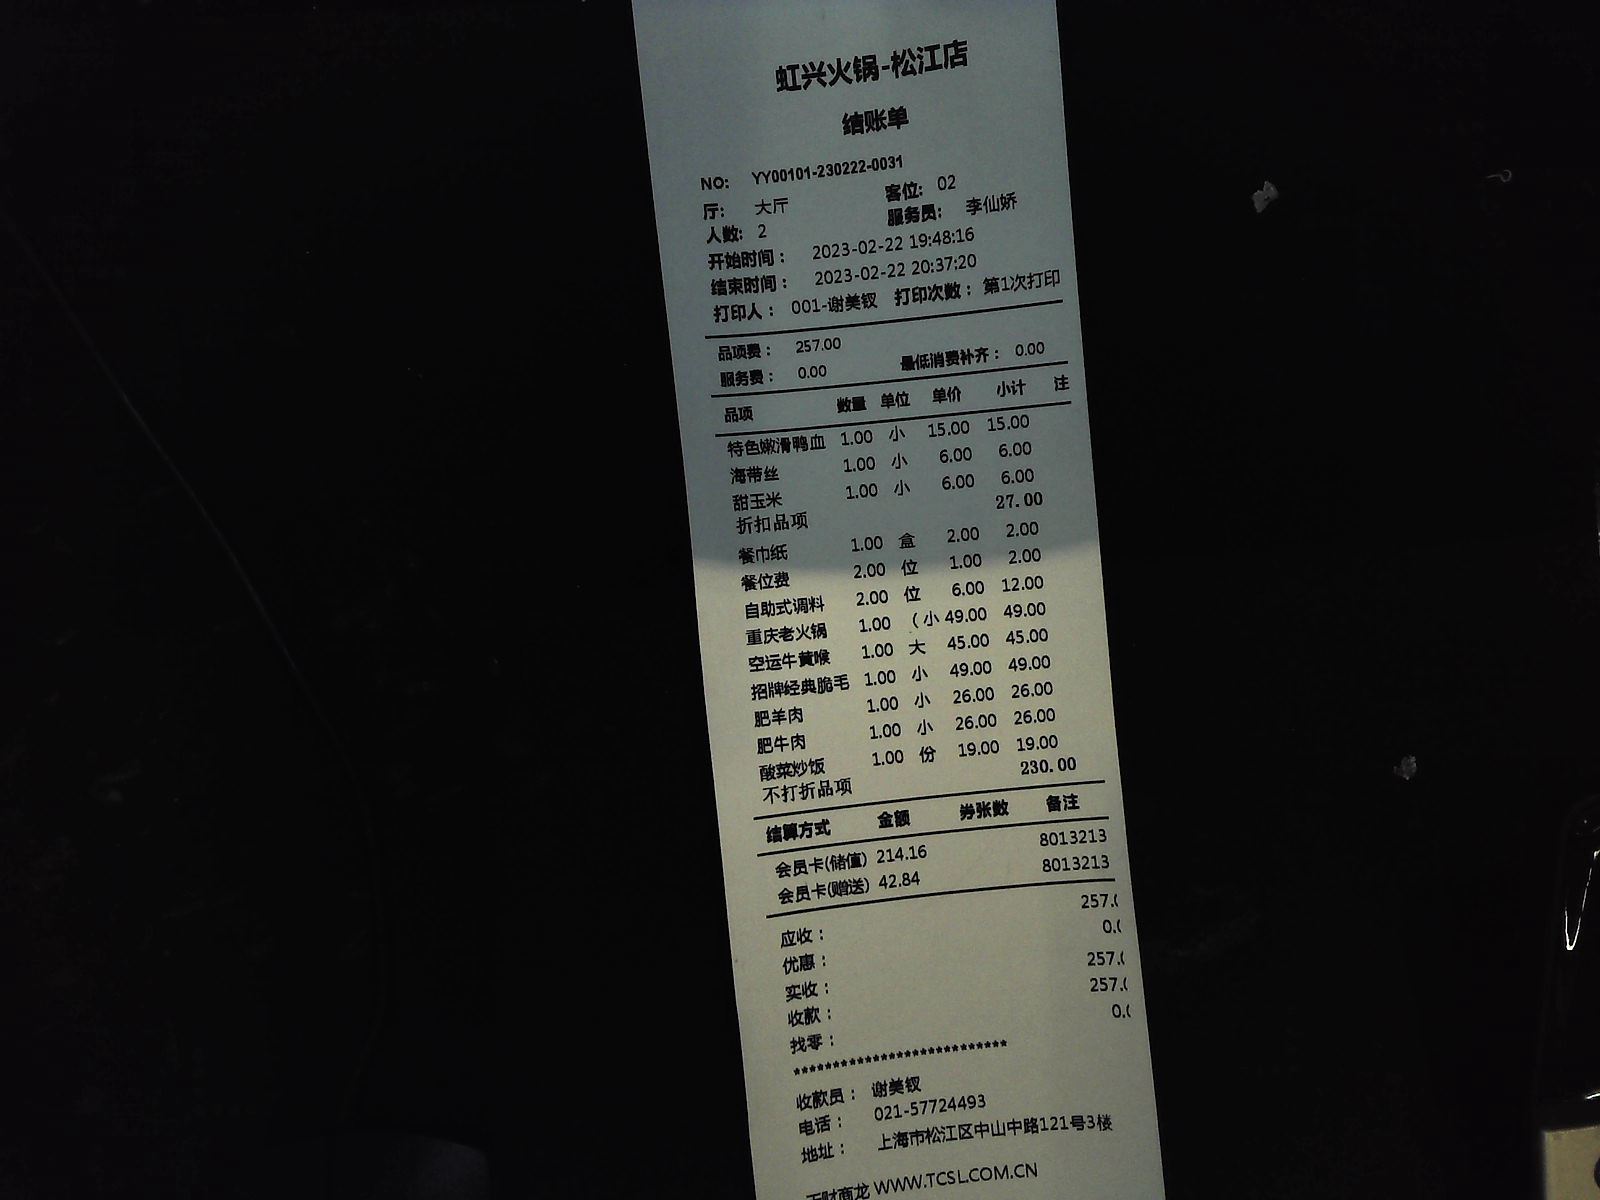 虹兴火锅-松江店
结账单
NO: YY00101-230222-0031
厅: 大厅 客位: 02
人数: 2 服务员: 李仙娇
开始时间: 2023-02-22 19:48:16
结束时间: 2023-02-22 20:37:20
打印人: 001-谢美钗 打印次数: 第1次打印
品项费: 257.00
服务费: 0.00 最低消费补齐: 0.00
品项 数量 单位 单价 小计 注
特色嫩滑鸭血 1.00 小 15.00 15.00
海带丝 1.00 小 6.00 6.00
甜玉米 1.00 小 6.00 6.00
折扣品项 27.00
餐巾纸 1.00 盒 2.00 2.00
餐位费 2.00 位 1.00 2.00
自助式调料 2.00 位 6.00 12.00
重庆老火锅 1.00 (小 49.00 49.00
空运牛黄喉 1.00 大 45.00 45.00
招牌经典脆毛 1.00 小 49.00 49.00
肥羊肉 1.00 小 26.00 26.00
肥牛肉 1.00 小 26.00 26.00
酸菜炒饭 1.00 份 19.00 19.00
不打折品项 230.00
结算方式 金额 券张数 备注
会员卡(储值) 214.16 8013213
会员卡(赠送) 42.84 8013213
应收: 257.
优惠: 0.
实收: 257.
收款: 257.
找零: 0.
***************************
收款员: 谢美钗
电话: 021-57724493
地址: 上海市松江区中山中路121号3楼
商龙 WWW.TCSL.COM.CN